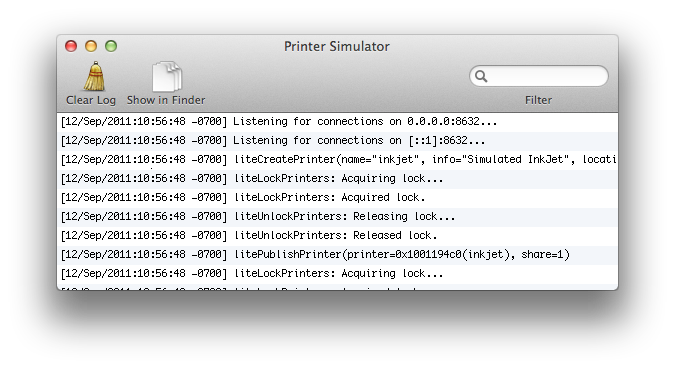 Printer Simulator
Clear Log
Show in Finder
Filter
[12/Sep/2011:10:56:48 -0700] Listening for connections on 0.0.0.0:8632...
[12/Sep/2011:10:56:48 -0700] Listening for connections on [::1]:8632...
[12/Sep/2011:10:56:48 -0700] liteCreatePrinter(name="inkjet", info="Simulated InkJet", locati
[12/Sep/2011:10:56:48 -0700] liteLockPrinters: Acquiring lock...
[12/Sep/2011:10:56:48 -0700] liteLockPrinters: Acquired lock.
[12/Sep/2011:10:56:48 -0700] liteUnlockPrinters: Releasing lock...
[12/Sep/2011:10:56:48 -0700] liteUnlockPrinters: Released lock.
[12/Sep/2011:10:56:48 -0700] litePublishPrinter(printer=0x1001194c0(inkjet), share=1)
[12/Sep/2011:10:56:48 -0700] liteLockPrinters: Acquiring lock...